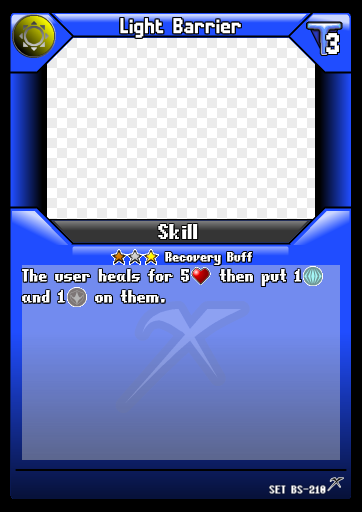 Light Barrier
3
Skill
Recovery Buff
The user heals for 5 then put 1
and 1 on them.
SET BS-210